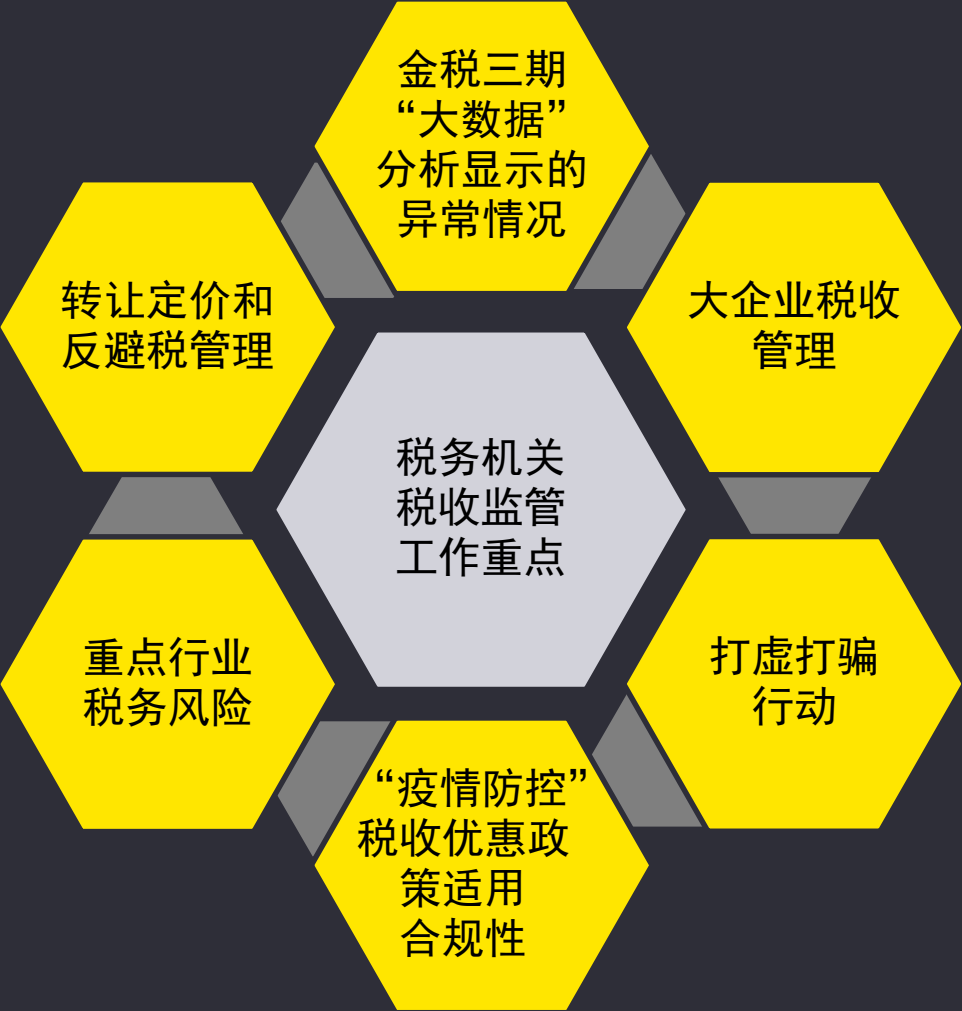 金税三期
“大数据”
分析显示的
异常情况
转让定价和
反避税管理
大企业税收
管理
税务机关
税收监管
工作重点
重点行业
税务风险
打虚打骗
行动
“疫情防控”
税收优惠政
策适用
合规性